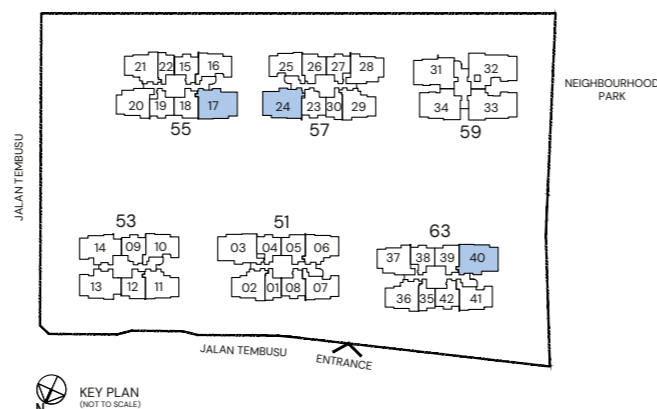 21 22 15 16
20 19 18 17
55
25 26 27 28
24 23 30 29
57
31 32
34 33
59
NEIGHBOURHOOD
PARK
JALAN TEMBUSU
53
14 09 10
13 12 11
51
03 04 05 06
02 01 08 07
63
37 38 39 40
36 35 42 41
JALAN TEMBUSU
ENTRANCE
N
KEY PLAN
(NOT TO SCALE)